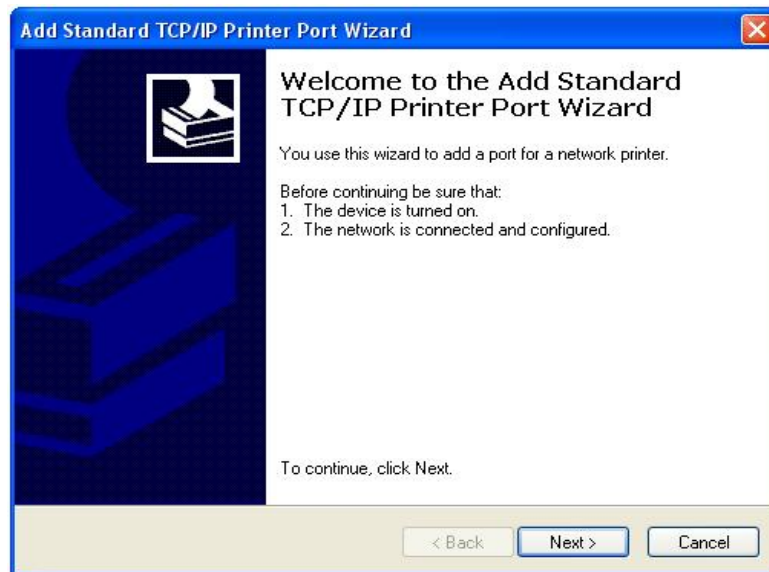 Add Standard TCP/IP Printer Port Wizard
Welcome to the Add Standard
TCP/IP Printer Port Wizard
You use this wizard to add a port for a network printer.
Before continuing be sure that:
1. The device is turned on.
2. The network is connected and configured.
To continue, click Next.
< Back Next > Cancel